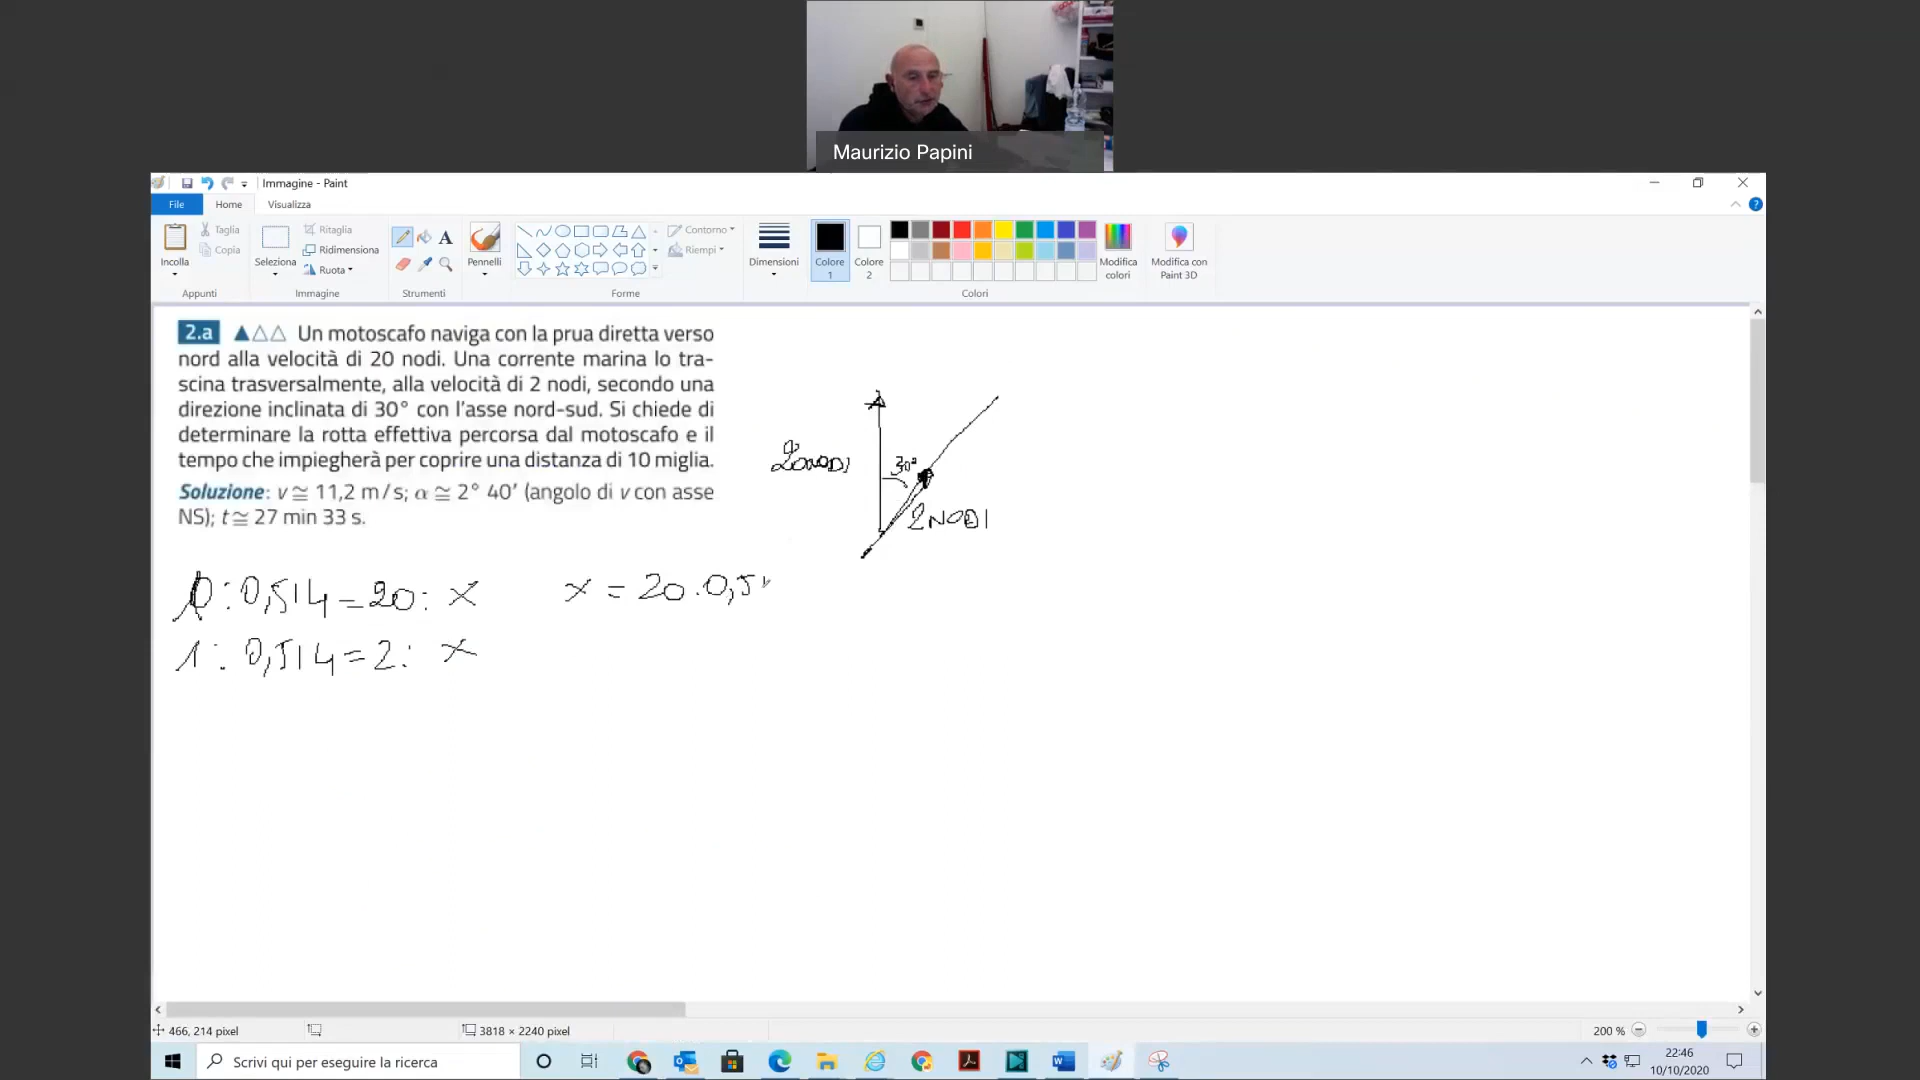 Maurizio Papini
Immagine - Paint
File Home Visualizza
Incolla
Taglia
Copia
Appunti
Seleziona
Ritaglia
Ridimensiona
Ruota
Immagine
Strumenti
Pennelli
Forme
Contorno
Riempi
Dimensioni
Colore 1
Colore 2
Colori
Modifica colori
Modifica con Paint 3D
2.a Un motoscafo naviga con la prua diretta verso
nord alla velocità di 20 nodi. Una corrente marina lo tra-
scina trasversalmente, alla velocità di 2 nodi, secondo una
direzione inclinata di 30° con l'asse nord-sud. Si chiede di
determinare la rotta effettiva percorsa dal motoscafo e il
tempo che impiegherà per coprire una distanza di 10 miglia.
Soluzione: v ≅ 11,2 m/s; α ≅ 2° 40' (angolo di v con asse
NS); t ≅ 27 min 33 s.
20NODI
30°
2NODI
: 0,514 = 20 : x
x = 20 . 0,5
1 : 0,514 = 2 : x
466, 214 pixel
3818 × 2240 pixel
200 %
Scrivi qui per eseguire la ricerca
22:46
10/10/2020